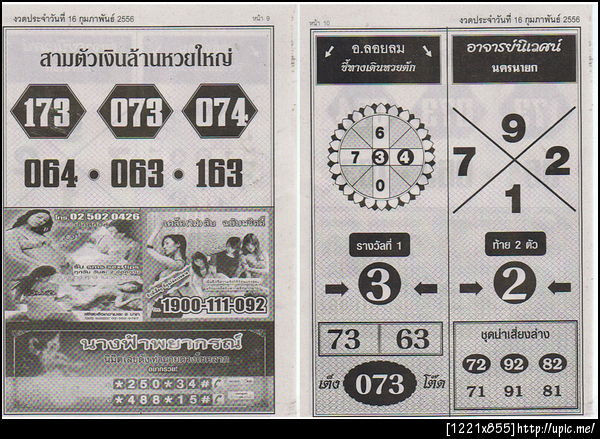 งวดประจำวันที่ 16 กุมภาพันธ์ 2556 หน้า 9
สามตัวเงินล้านหวยใหญ่
173 073 074
064 • 063 • 163
โทร. 02 502 0426
1900-111-092
นางฟ้าพยากรณ์
*250*34#
*488*15#
หน้า 10 งวดประจำวันที่ 16 กุมภาพันธ์ 2556
อ.ลอยลม
ชี้ทางเดินหวยดัก
6
7 3 4
0
รางวัลที่ 1
3
73 63
เต็ง 073 โต๊ด
อาจารย์นิเวศน์
นครนายก
9
7 2
1
ท้าย 2 ตัว
2
ชุดน่าเสี่ยงล่าง
72 92 82
71 91 81
[1221x855]http://upic.me/